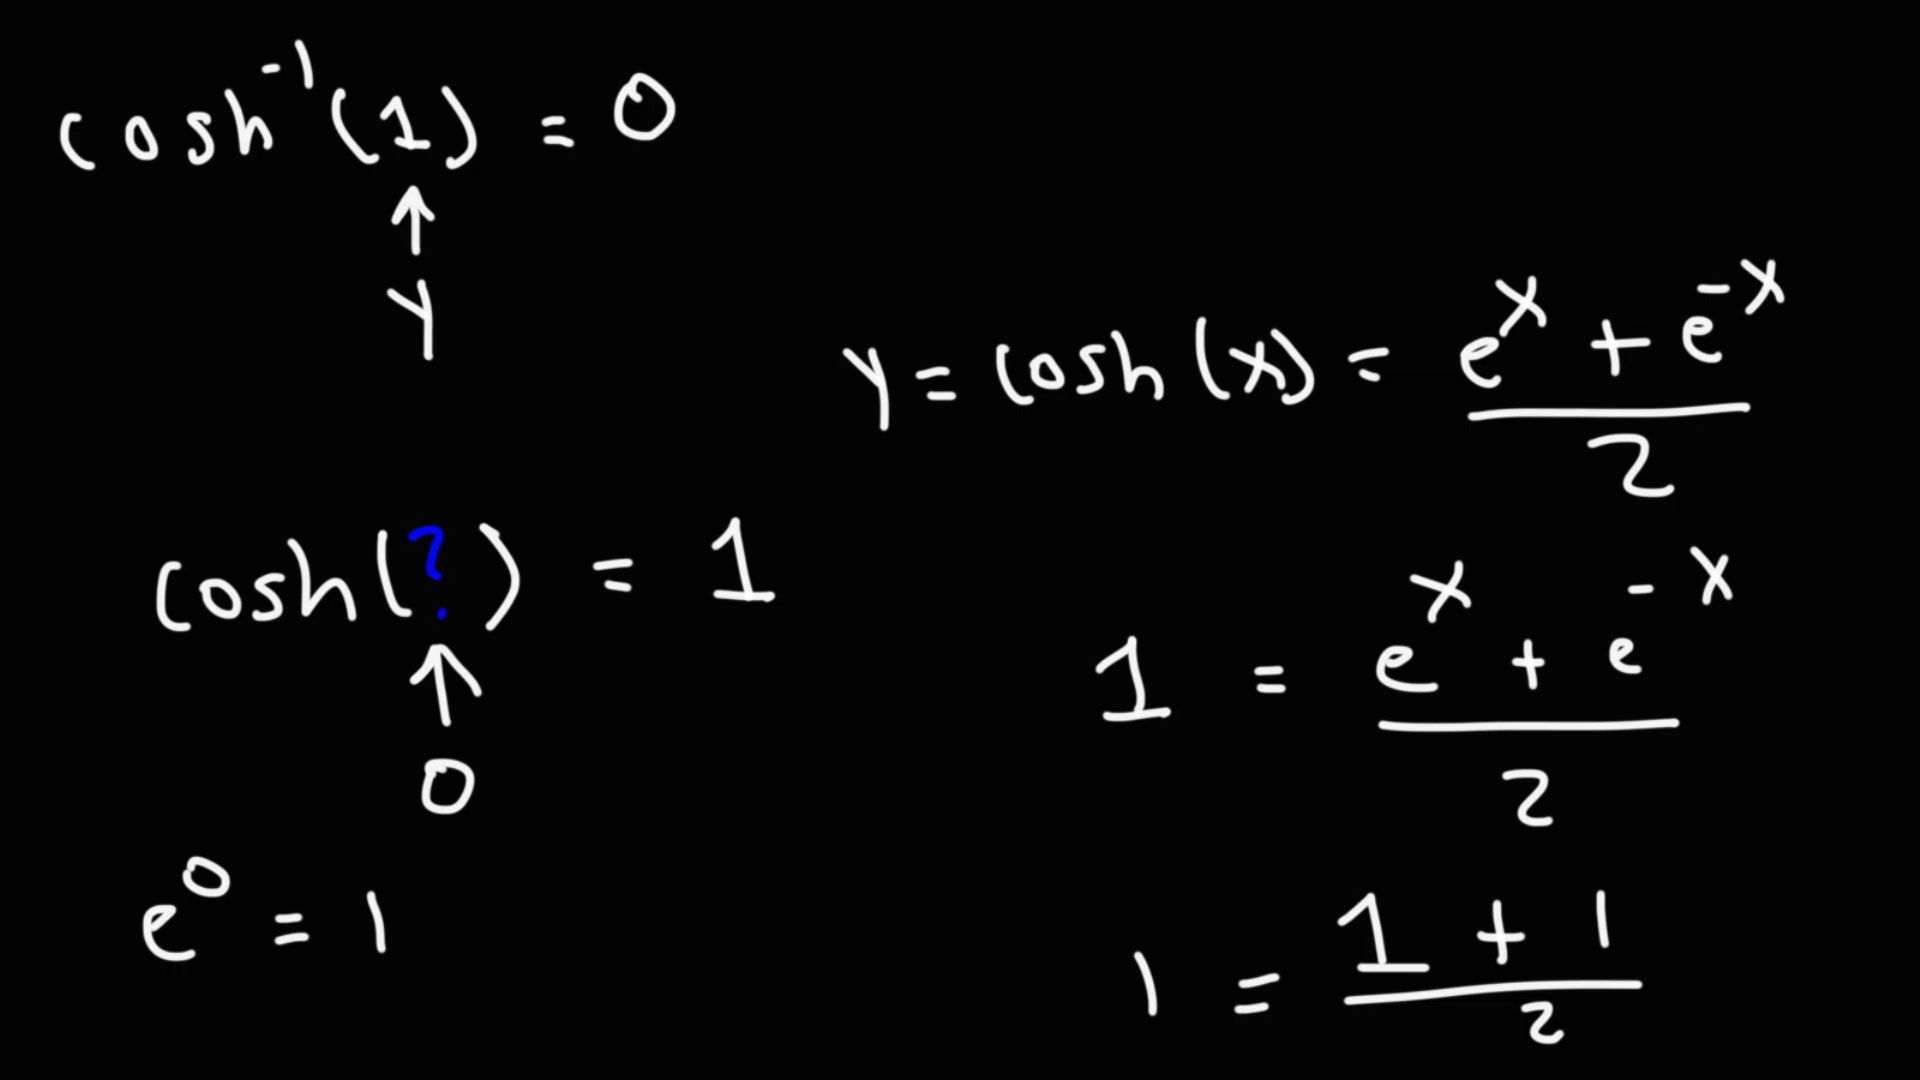 cosh⁻¹(1) = 0
↑
y
y = cosh(x) = (eˣ + e⁻ˣ)/2
cosh(?) = 1
↑
0
1 = (eˣ + e⁻ˣ)/2
e⁰ = 1
1 = (1 + 1)/2